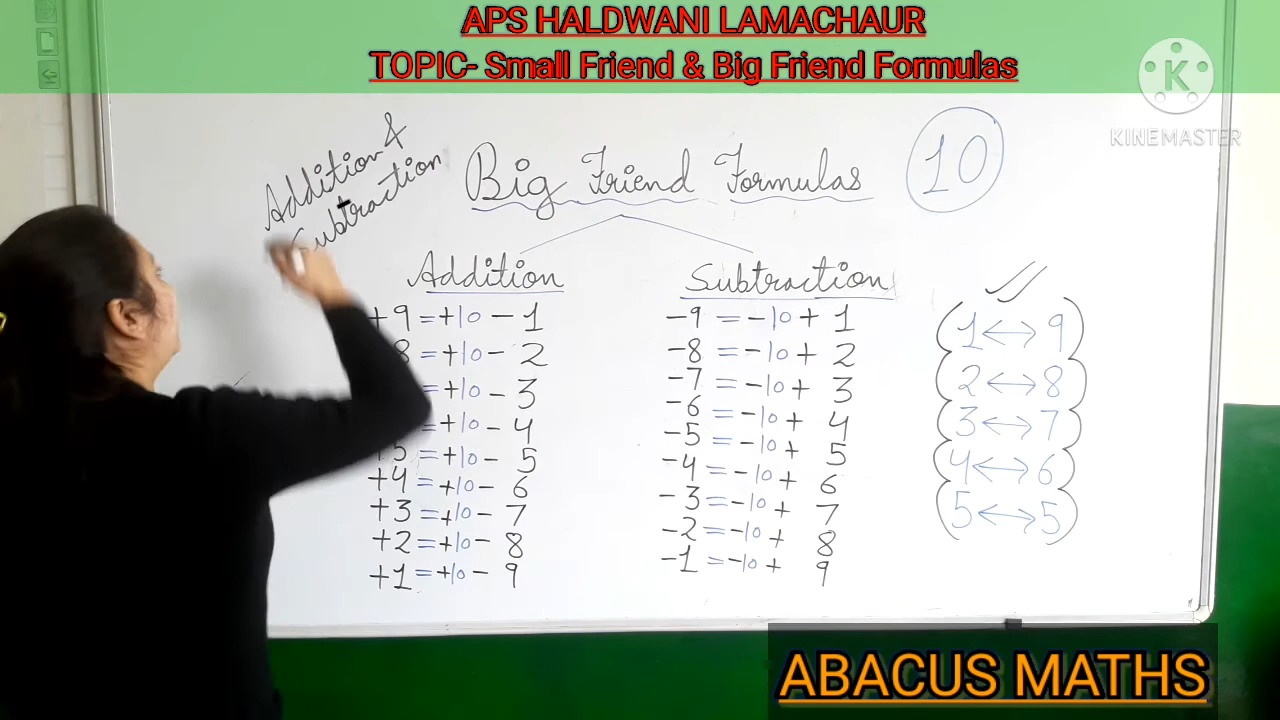 APS HALDWANI LAMACHAUR
TOPIC- Small Friend & Big Friend Formulas
K
KINEMASTER
Addition &
Subtraction
Big Friend Formulas
10
Addition
+9 = +10 - 1
8 = +10 - 2
= +10 - 3
= +10 - 4
+5 = +10 - 5
+4 = +10 - 6
+3 = +10 - 7
+2 = +10 - 8
+1 = +10 - 9
Subtraction
-9 = -10 + 1
-8 = -10 + 2
-7 = -10 + 3
-6 = -10 + 4
-5 = -10 + 5
-4 = -10 + 6
-3 = -10 + 7
-2 = -10 + 8
-1 = -10 + 9
(1 ↔ 9)
(2 ↔ 8)
(3 ↔ 7)
(4 ↔ 6)
(5 ↔ 5)
ABACUS MATHS